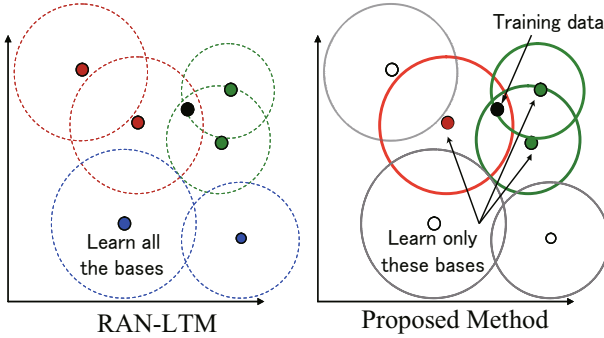 Training data
Learn all
the bases
Learn only
these bases
RAN-LTM
Proposed Method